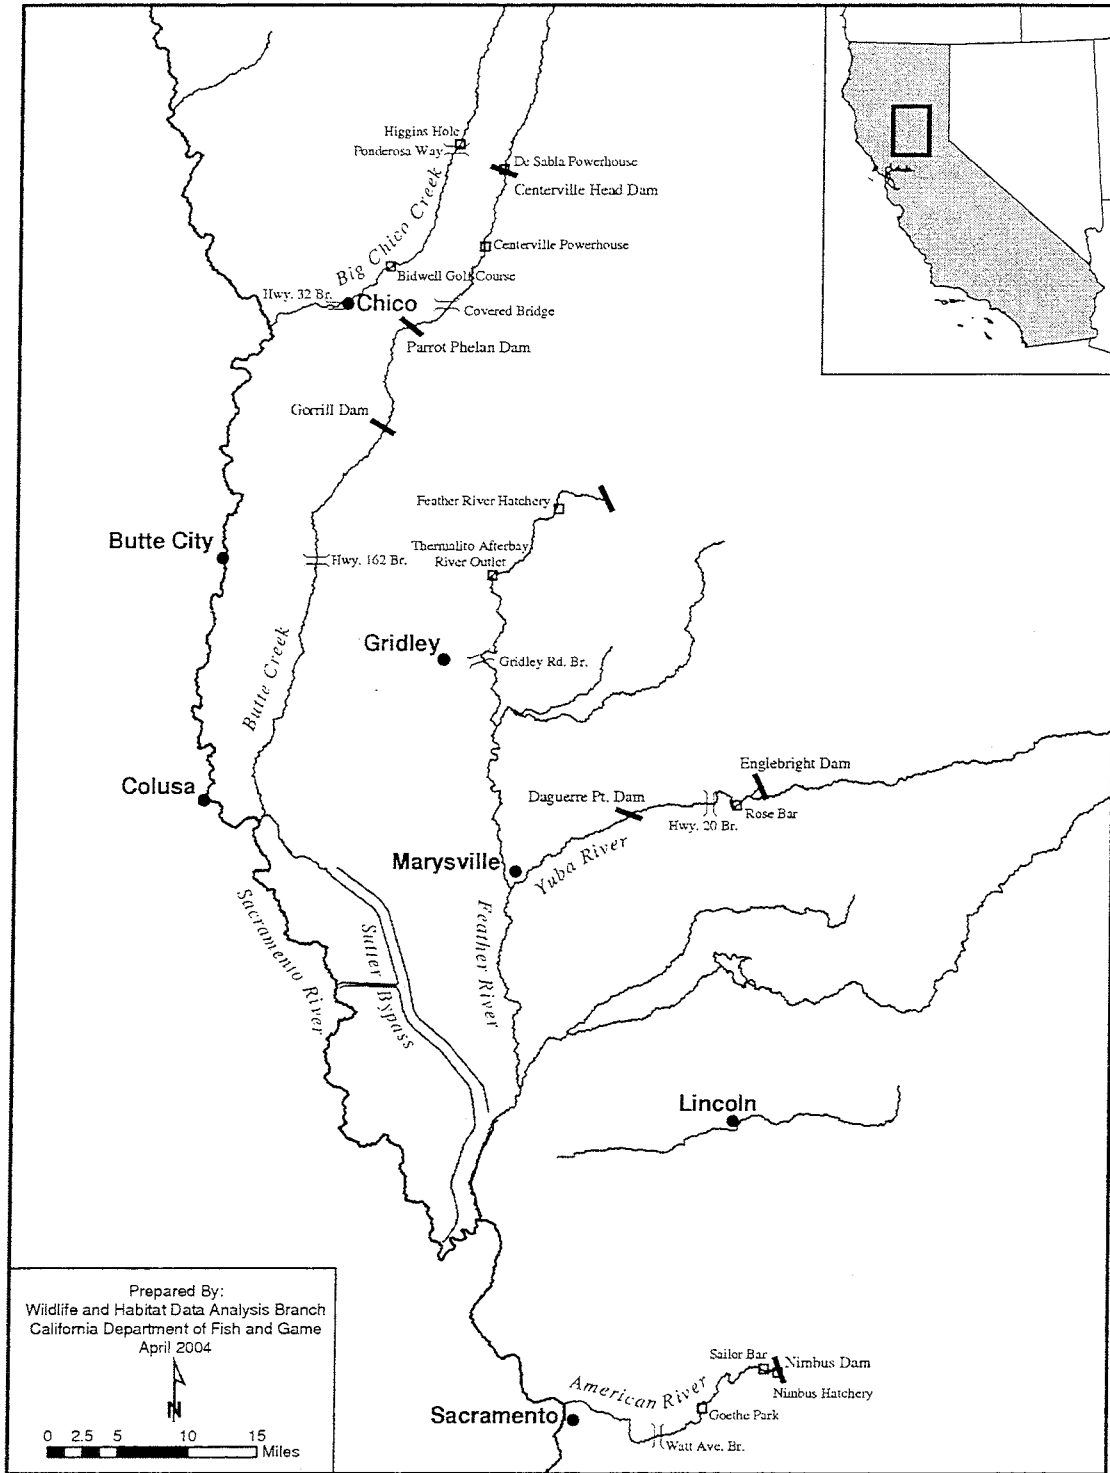 Higgins Hole
Ponderosa Way
De Sabla Powerhouse
Centerville Head Dam
Big Chico Creek
Centerville Powerhouse
Bidwell Golf Course
Hwy. 32 Br.
Chico
Covered Bridge
Parrot Phelan Dam
Gorrill Dam
Feather River Hatchery
Butte City
Thermalito Afterbay
River Outlet
Hwy. 162 Br.
Gridley
Gridley Rd. Br.
Butte Creek
Englebright Dam
Colusa
Daguerre Pt. Dam
Rose Bar
Hwy. 20 Br.
Marysville
Yuba River
Sacramento River
Sutter Bypass
Feather River
Lincoln
Prepared By:
Wildlife and Habitat Data Analysis Branch
California Department of Fish and Game
April 2004
N
0 2.5 5 10 15
Miles
Sailor Bar
Nimbus Dam
Nimbus Hatchery
American River
Goethe Park
Sacramento
Watt Ave. Br.